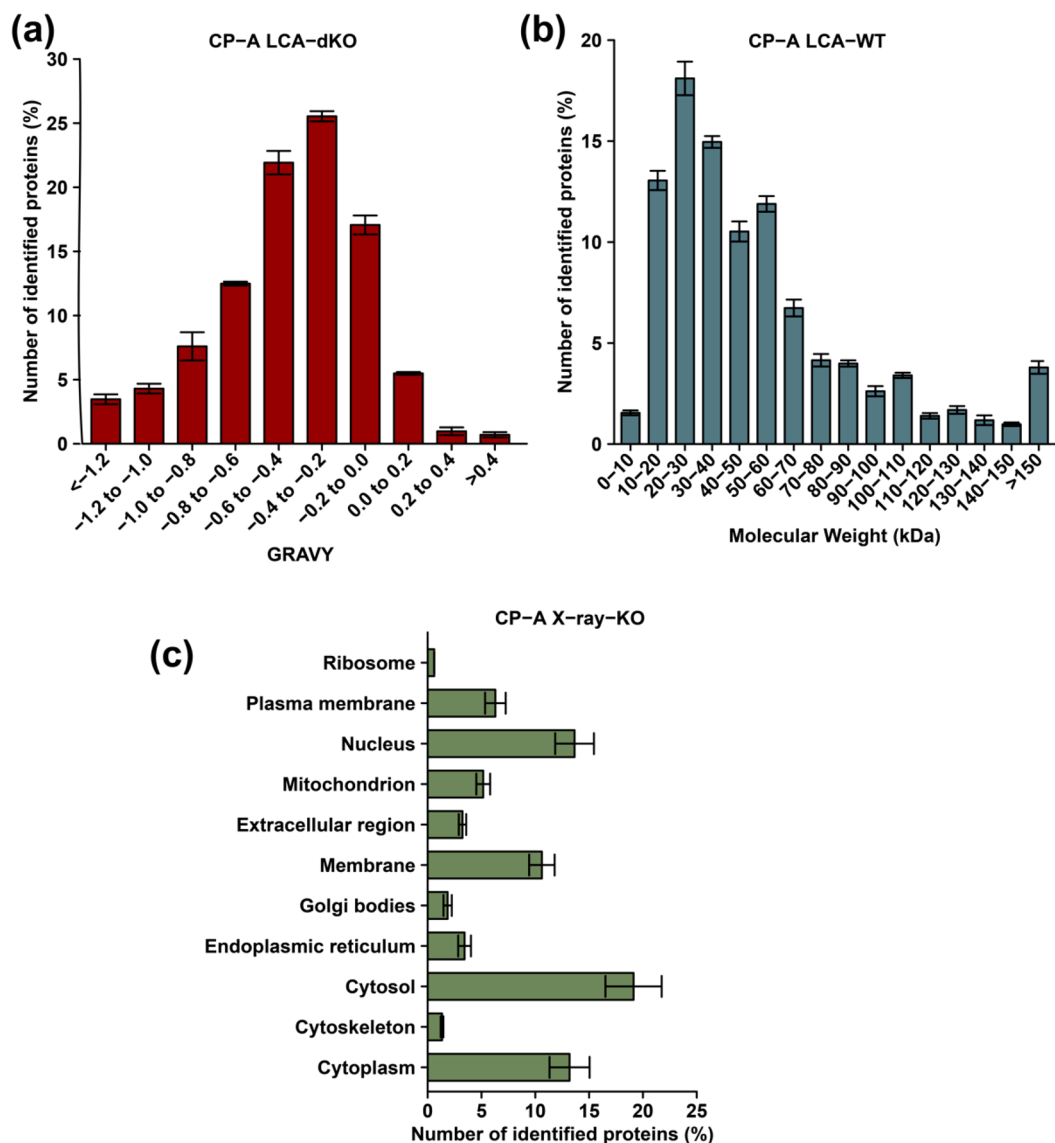 (a)
CP−A LCA−dKO
Number of identified proteins (%)
30
25
20
15
10
5
0
<−1.2
−1.2 to −1.0
−1.0 to −0.8
−0.8 to −0.6
−0.6 to −0.4
−0.4 to −0.2
−0.2 to 0.0
0.0 to 0.2
0.2 to 0.4
>0.4
GRAVY
(b)
CP−A LCA−WT
Number of identified proteins (%)
20
15
10
5
0
0−10
10−20
20−30
30−40
40−50
50−60
60−70
70−80
80−90
90−100
100−110
110−120
120−130
130−140
140−150
>150
Molecular Weight (kDa)
(c)
CP−A X−ray−KO
Ribosome
Plasma membrane
Nucleus
Mitochondrion
Extracellular region
Membrane
Golgi bodies
Endoplasmic reticulum
Cytosol
Cytoskeleton
Cytoplasm
0 5 10 15 20 25
Number of identified proteins (%)